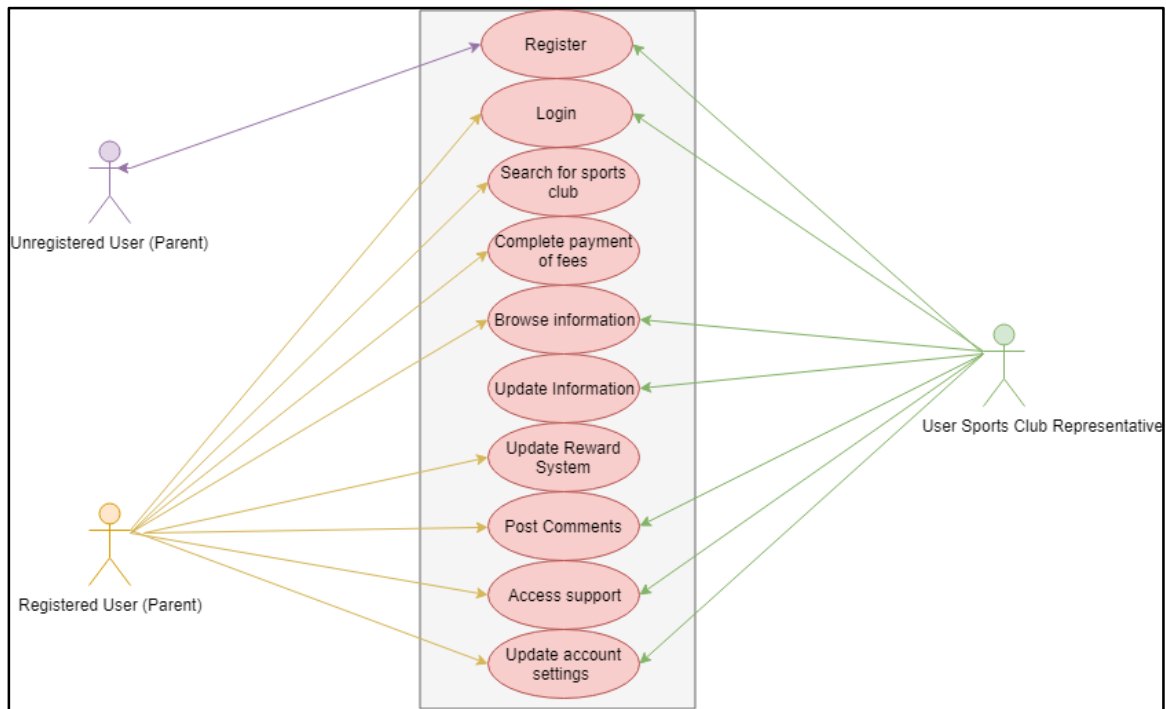 Register
Login
Search for sports
club
Complete payment
of fees
Browse information
Update Information
Update Reward
System
Post Comments
Access support
Update account
settings
Unregistered User (Parent)
Registered User (Parent)
User Sports Club Representative